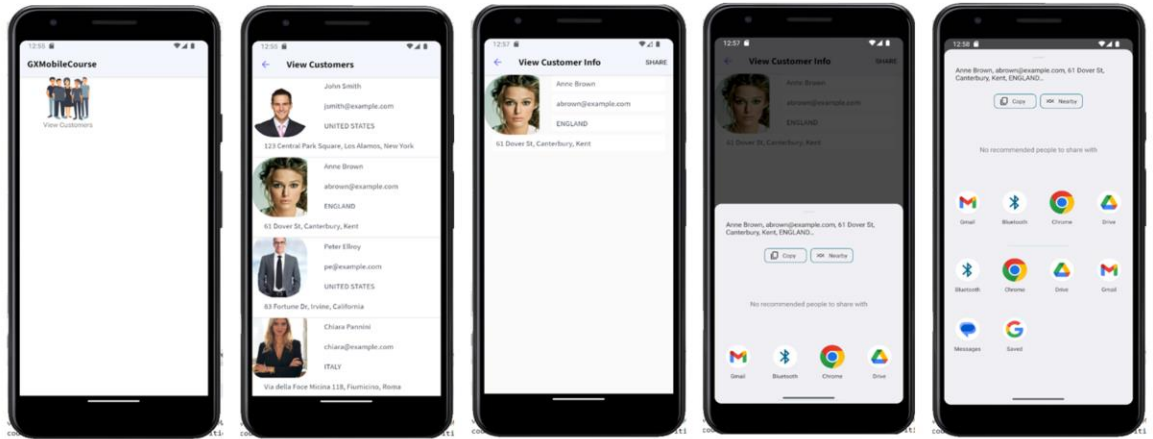 12:55
GXMobileCourse
View Customers
12:55
View Customers
John Smith
jsmith@example.com
UNITED STATES
123 Central Park Square, Los Alamos, New York
Anne Brown
abrown@example.com
ENGLAND
61 Dover St, Canterbury, Kent
Peter Ellroy
pe@example.com
UNITED STATES
63 Fortune Dr, Irvine, California
Chiara Pannini
chiara@example.com
ITALY
Via della Foce Micina 118, Fiumicino, Roma
12:57
View Customer Info SHARE
Anne Brown
abrown@example.com
ENGLAND
61 Dover St, Canterbury, Kent
12:57
View Customer Info SHARE
Anne Brown
abrown@example.com
ENGLAND
61 Dover St, Canterbury, Kent
Anne Brown, abrown@example.com, 61 Dover St,
Canterbury, Kent, ENGLAND...
Copy Nearby
No recommended people to share with
Gmail Bluetooth Chrome Drive
12:58
Anne Brown, abrown@example.com, 61 Dover St,
Canterbury, Kent, ENGLAND...
Copy Nearby
No recommended people to share with
Gmail Bluetooth Chrome Drive
Bluetooth Chrome Drive Gmail
Messages Saved